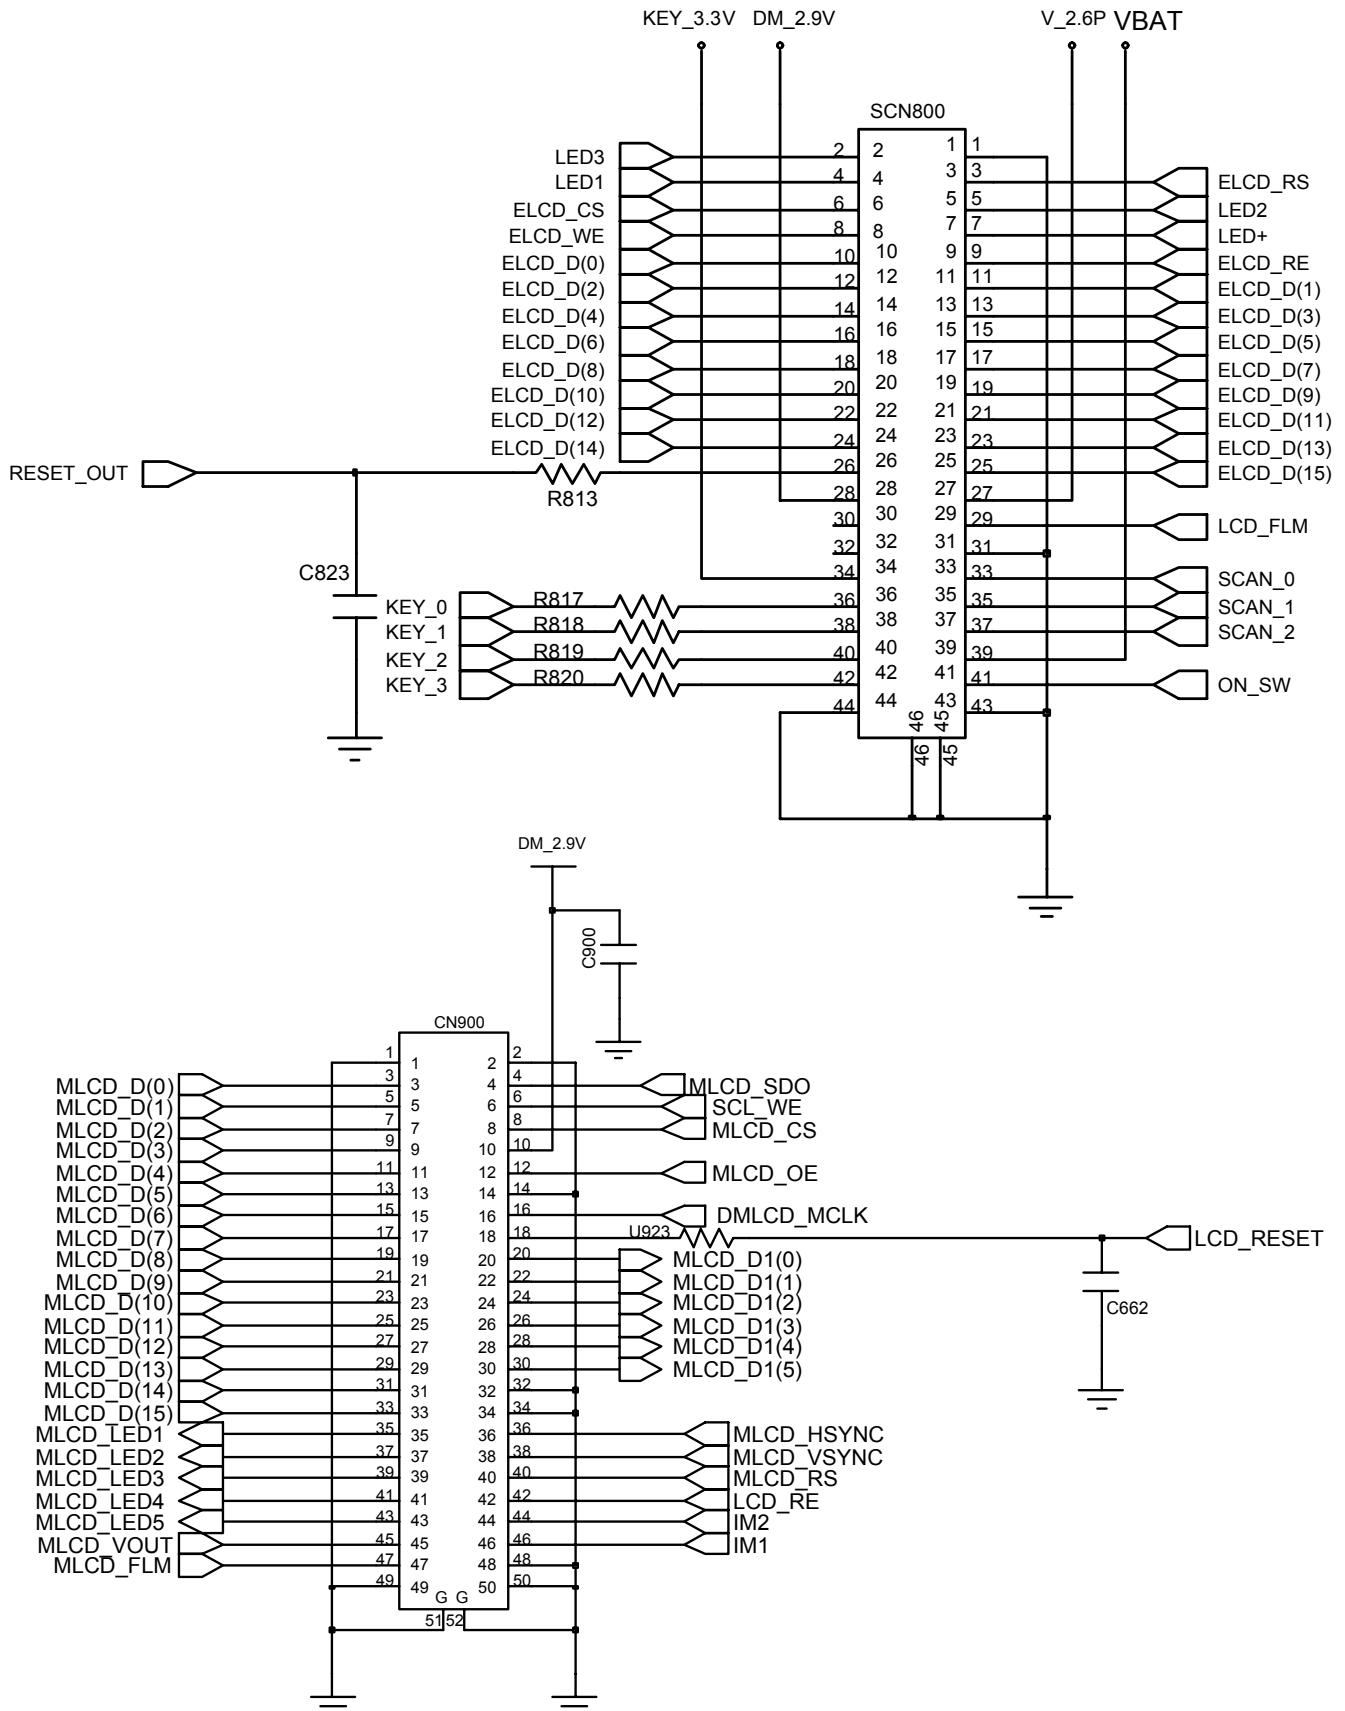 KEY_3.3V DM_2.9V V_2.6P VBAT
SCN800
LED3 2 2 1 1
LED1 4 4 3 3 ELCD_RS
ELCD_CS 6 6 5 5 LED2
ELCD_WE 8 8 7 7 LED+
ELCD_D(0) 10 10 9 9 ELCD_RE
ELCD_D(2) 12 12 11 11 ELCD_D(1)
ELCD_D(4) 14 14 13 13 ELCD_D(3)
ELCD_D(6) 16 16 15 15 ELCD_D(5)
ELCD_D(8) 18 18 17 17 ELCD_D(7)
ELCD_D(10) 20 20 19 19 ELCD_D(9)
ELCD_D(12) 22 22 21 21 ELCD_D(11)
ELCD_D(14) 24 24 23 23 ELCD_D(13)
RESET_OUT R813 26 26 25 25 ELCD_D(15)
28 28 27 27
30 30 29 29 LCD_FLM
32 32 31 31
C823 34 34 33 33 SCAN_0
KEY_0 R817 36 36 35 35 SCAN_1
KEY_1 R818 38 38 37 37 SCAN_2
KEY_2 R819 40 40 39 39
KEY_3 R820 42 42 41 41 ON_SW
44 44 43 43
46 45
46 45
DM_2.9V
C900
CN900
1 1 2 2
MLCD_D(0) 3 3 4 4 MLCD_SDO
MLCD_D(1) 5 5 6 6 SCL_WE
MLCD_D(2) 7 7 8 8 MLCD_CS
MLCD_D(3) 9 9 10 10
MLCD_D(4) 11 11 12 12 MLCD_OE
MLCD_D(5) 13 13 14 14
MLCD_D(6) 15 15 16 16 DMLCD_MCLK
MLCD_D(7) 17 17 18 18 U923 LCD_RESET
MLCD_D(8) 19 19 20 20 MLCD_D1(0)
MLCD_D(9) 21 21 22 22 MLCD_D1(1)
MLCD_D(10) 23 23 24 24 MLCD_D1(2) C662
MLCD_D(11) 25 25 26 26 MLCD_D1(3)
MLCD_D(12) 27 27 28 28 MLCD_D1(4)
MLCD_D(13) 29 29 30 30 MLCD_D1(5)
MLCD_D(14) 31 31 32 32
MLCD_D(15) 33 33 34 34
MLCD_LED1 35 35 36 36 MLCD_HSYNC
MLCD_LED2 37 37 38 38 MLCD_VSYNC
MLCD_LED3 39 39 40 40 MLCD_RS
MLCD_LED4 41 41 42 42 LCD_RE
MLCD_LED5 43 43 44 44 IM2
MLCD_VOUT 45 45 46 46 IM1
MLCD_FLM 47 47 48 48
49 49 50 50
G G
51 52